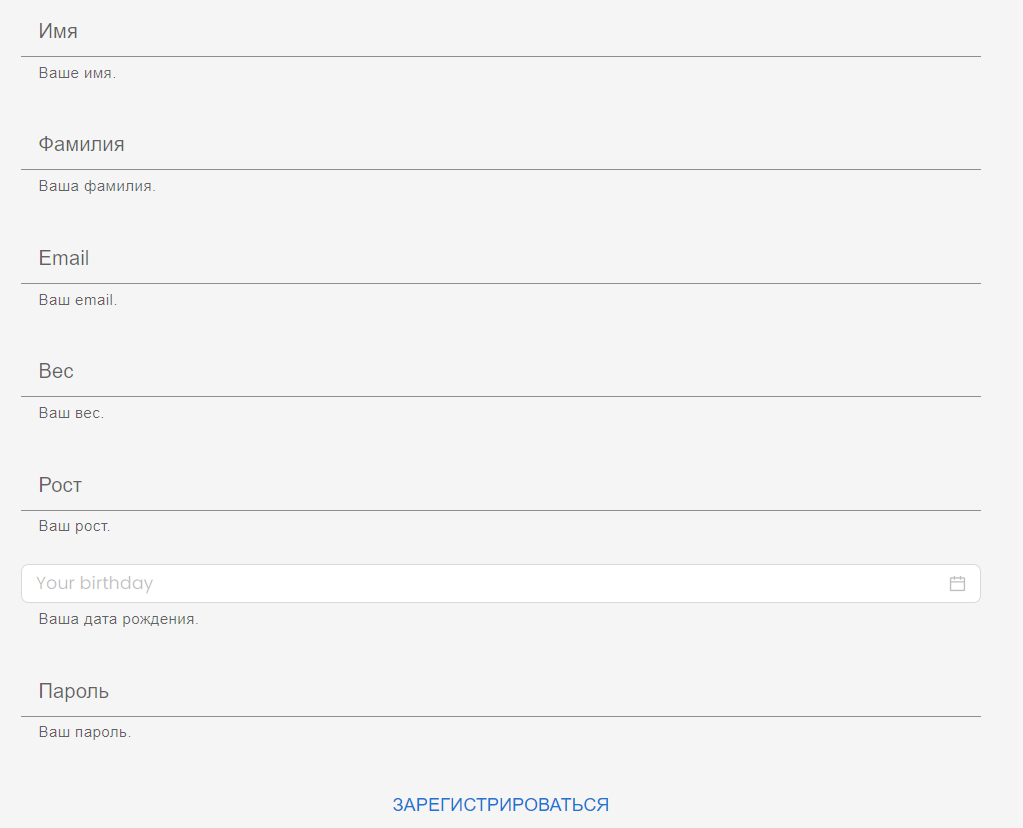 Имя
Ваше имя.
Фамилия
Ваша фамилия.
Email
Ваш email.
Вес
Ваш вес.
Рост
Ваш рост.
Your birthday
Ваша дата рождения.
Пароль
Ваш пароль.
ЗАРЕГИСТРИРОВАТЬСЯ